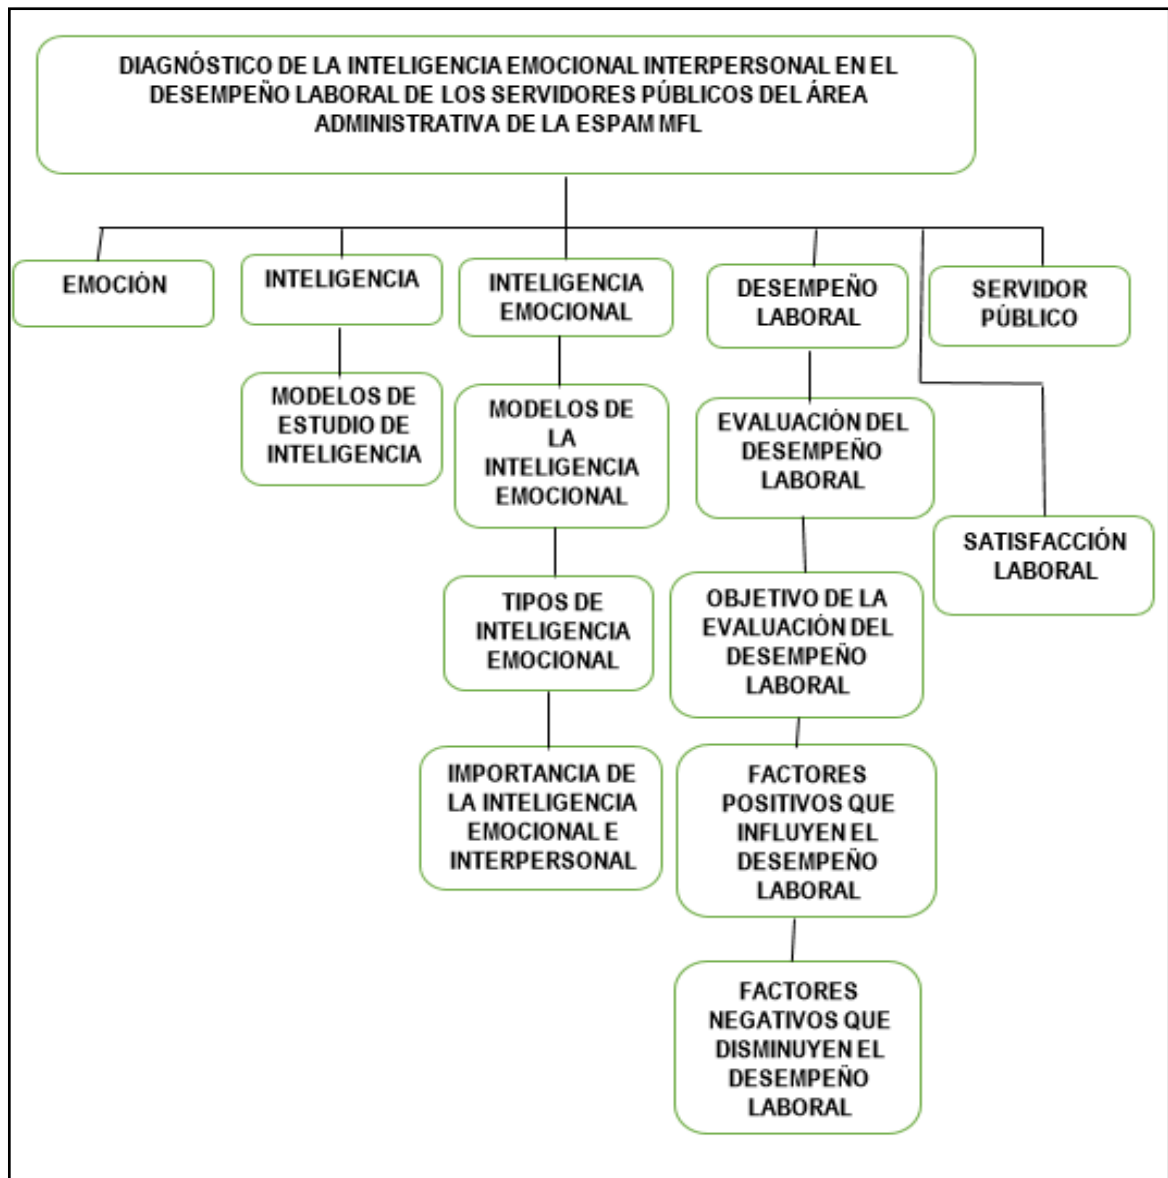 DIAGNÓSTICO DE LA INTELIGENCIA EMOCIONAL INTERPERSONAL EN EL
DESEMPEÑO LABORAL DE LOS SERVIDORES PÚBLICOS DEL ÁREA
ADMINISTRATIVA DE LA ESPAM MFL
EMOCIÓN
INTELIGENCIA
MODELOS DE
ESTUDIO DE
INTELIGENCIA
INTELIGENCIA
EMOCIONAL
MODELOS DE
LA
INTELIGENCIA
EMOCIONAL
TIPOS DE
INTELIGENCIA
EMOCIONAL
IMPORTANCIA DE
LA INTELIGENCIA
EMOCIONAL E
INTERPERSONAL
DESEMPEÑO
LABORAL
EVALUACIÓN DEL
DESEMPEÑO
LABORAL
OBJETIVO DE LA
EVALUACIÓN DEL
DESEMPEÑO
LABORAL
FACTORES
POSITIVOS QUE
INFLUYEN EL
DESEMPEÑO
LABORAL
FACTORES
NEGATIVOS QUE
DISMINUYEN EL
DESEMPEÑO
LABORAL
SERVIDOR
PÚBLICO
SATISFACCIÓN
LABORAL